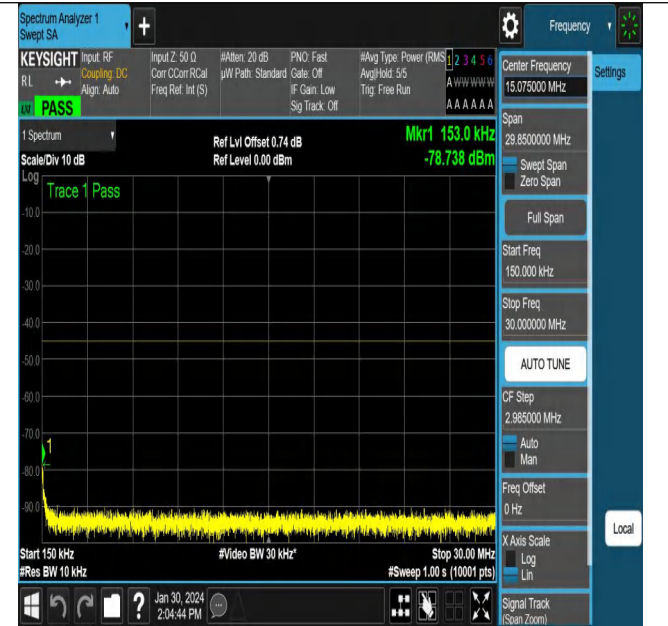 Spectrum Analyzer 1
Swept SA
+
Frequency
KEYSIGHT
RL
LXI
PASS
Input: RF
Coupling: DC
Align: Auto
Input Z: 50 Ω
Corr CCorr RCal
Freq Ref: Int (S)
#Atten: 20 dB
µW Path: Standard
PNO: Fast
Gate: Off
IF Gain: Low
Sig Track: Off
#Avg Type: Power (RMS
Avg|Hold: 5/5
Trig: Free Run
1 2 3 4 5 6
A W W W W W
A A A A A A
1 Spectrum
Scale/Div 10 dB
Ref Lvl Offset 0.74 dB
Ref Level 0.00 dBm
Mkr1 153.0 kHz
-78.738 dBm
Log
Trace 1 Pass
-10.0
-20.0
-30.0
-40.0
-50.0
-60.0
-70.0
-80.0
-90.0
1
Start 150 kHz
#Res BW 10 kHz
#Video BW 30 kHz*
Stop 30.00 MHz
#Sweep 1.00 s (10001 pts)
Center Frequency
15.075000 MHz
Settings
Span
29.8500000 MHz
Swept Span
Zero Span
Full Span
Start Freq
150.000 kHz
Stop Freq
30.000000 MHz
AUTO TUNE
CF Step
2.985000 MHz
Auto
Man
Freq Offset
0 Hz
X Axis Scale
Log
Lin
Local
Signal Track
(Span Zoom)
?
Jan 30, 2024
2:04:44 PM